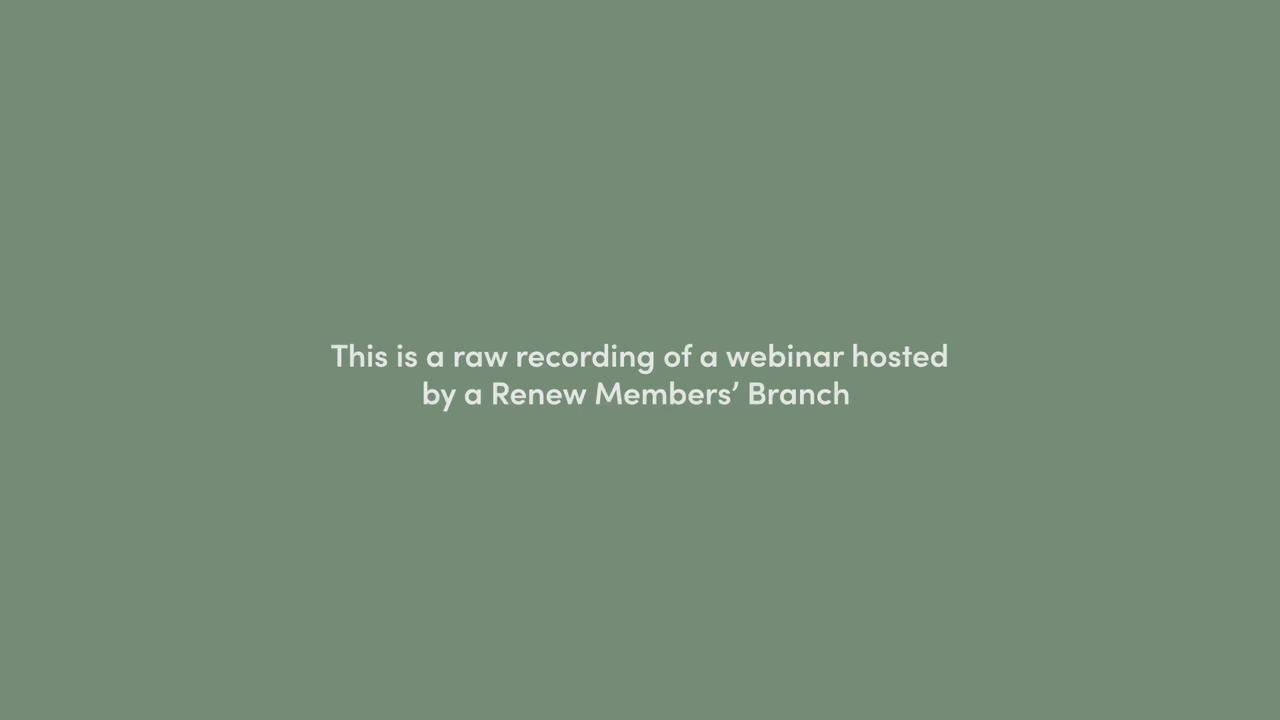 This is a raw recording of a webinar hosted
by a Renew Members’ Branch